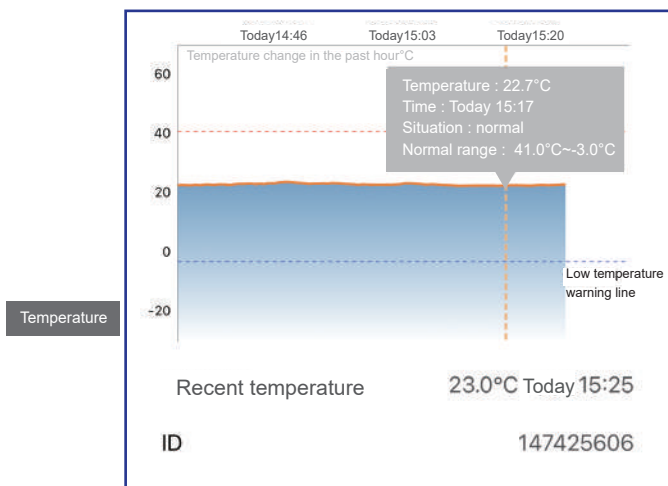 Today14:46 Today15:03 Today15:20
Temperature change in the past hour°C
60
Temperature : 22.7°C
Time : Today 15:17
Situation : normal
Normal range : 41.0°C~-3.0°C
40
20
0
Low temperature
warning line
-20
Temperature
Recent temperature 23.0°C Today 15:25
ID 147425606